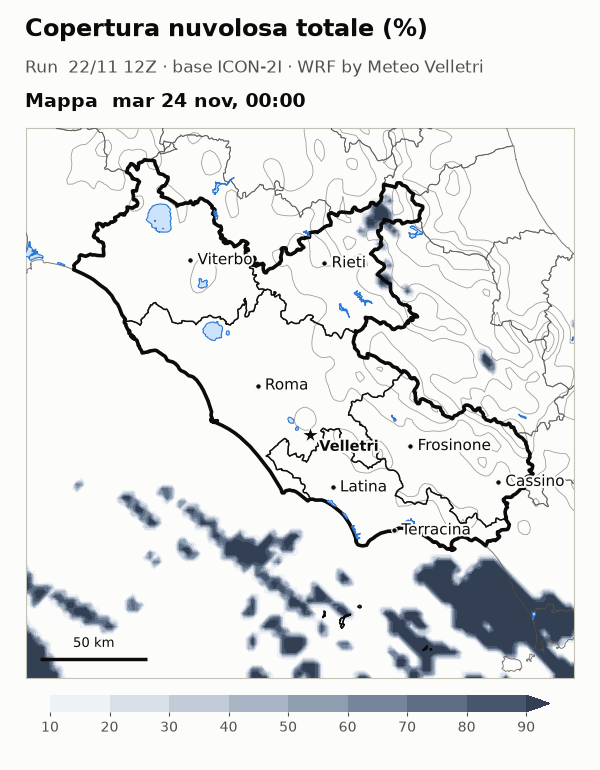 Copertura nuvolosa totale (%)
Run  22/11 12Z · base ICON-2I · WRF by Meteo Velletri
Mappa  mar 24 nov, 00:00
Viterbo
Rieti
Roma
Velletri
Frosinone
Cassino
Latina
Terracina
50 km
10 20 30 40 50 60 70 80 90